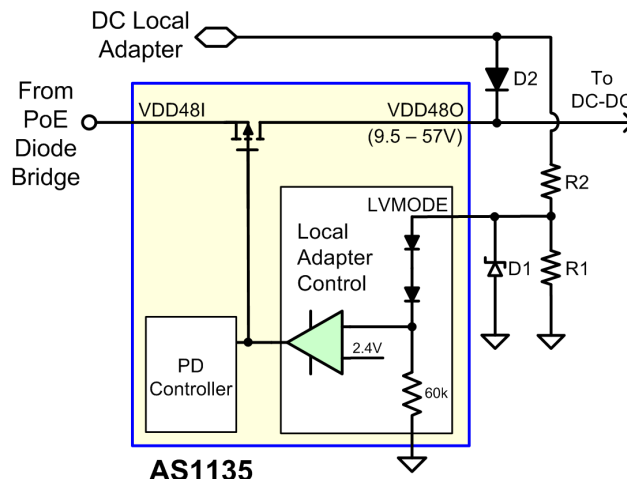 DC Local
Adapter
D2
To
DC-DC
From
PoE
Diode
Bridge
VDD48I
VDD48O
(9.5 – 57V)
R2
LVMODE
Local
Adapter
Control
D1
R1
2.4V
PD
Controller
60k
AS1135